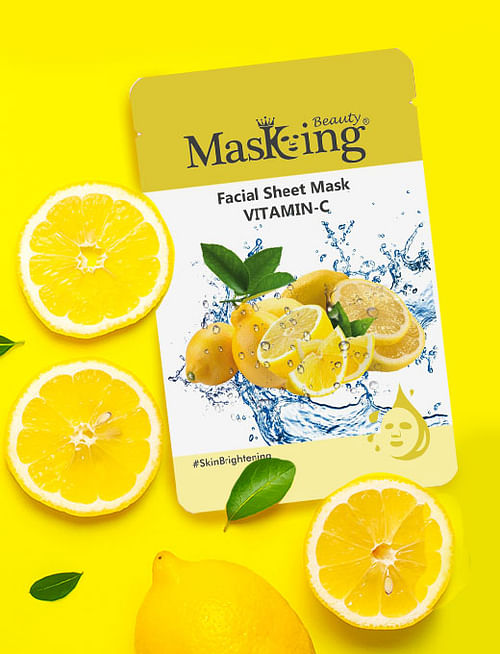 Beauty
MasKing®
Facial Sheet Mask
VITAMIN-C
#SkinBrightening